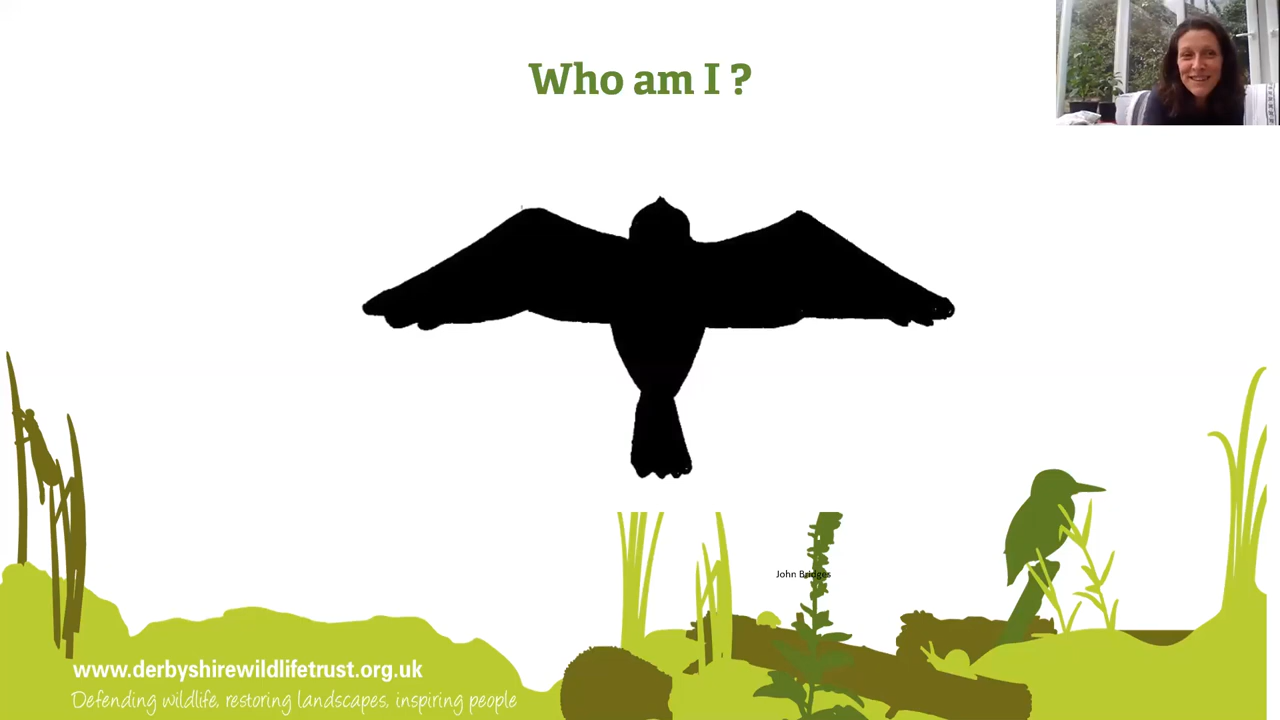 Who am I ?
John Bridges
www.derbyshirewildlifetrust.org.uk
Defending wildlife, restoring landscapes, inspiring people